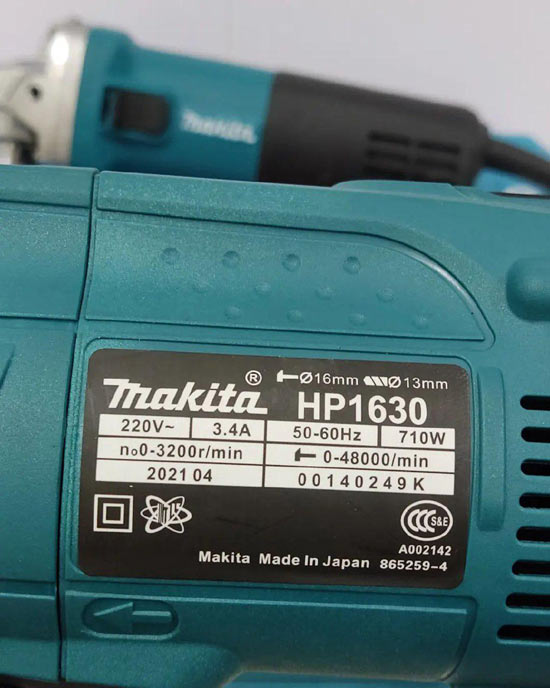 makita
makita ® Ø16mm Ø13mm
HP1630
220V~ 3.4A 50-60Hz 710W
n₀0-3200r/min 0-48000/min
2021 04 00140249K
CCC S&E
A002142
Makita Made In Japan 865259-4